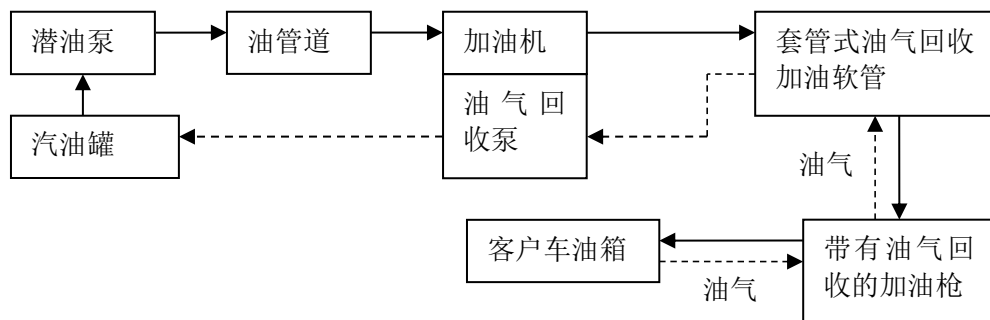 潜油泵
油管道
加油机
套管式油气回收
加油软管
油 气 回
收泵
汽油罐
油气
客户车油箱
带有油气回
收的加油枪
油气